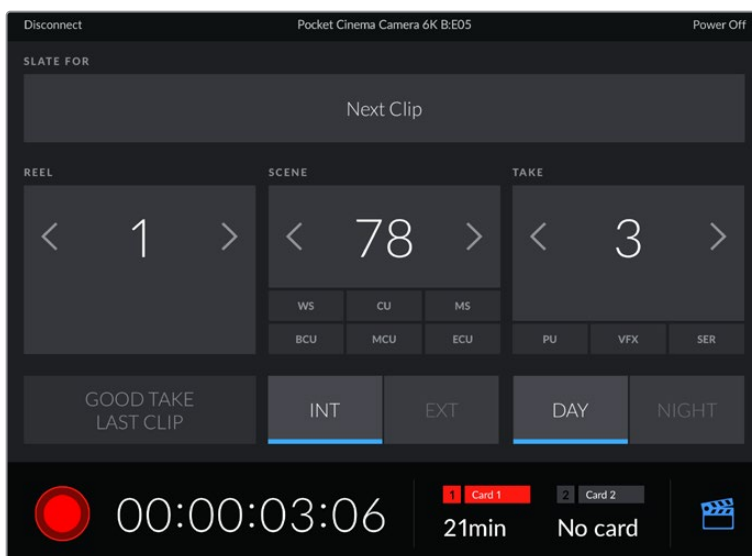 Disconnect Pocket Cinema Camera 6K B:E05 Power Off
SLATE FOR
Next Clip
REEL SCENE TAKE
< 1 > < 78 > < 3 >
WS CU MS
BCU MCU ECU PU VFX SER
GOOD TAKE
LAST CLIP
INT EXT DAY NIGHT
00:00:03:06
1 Card 1 2 Card 2
21min No card